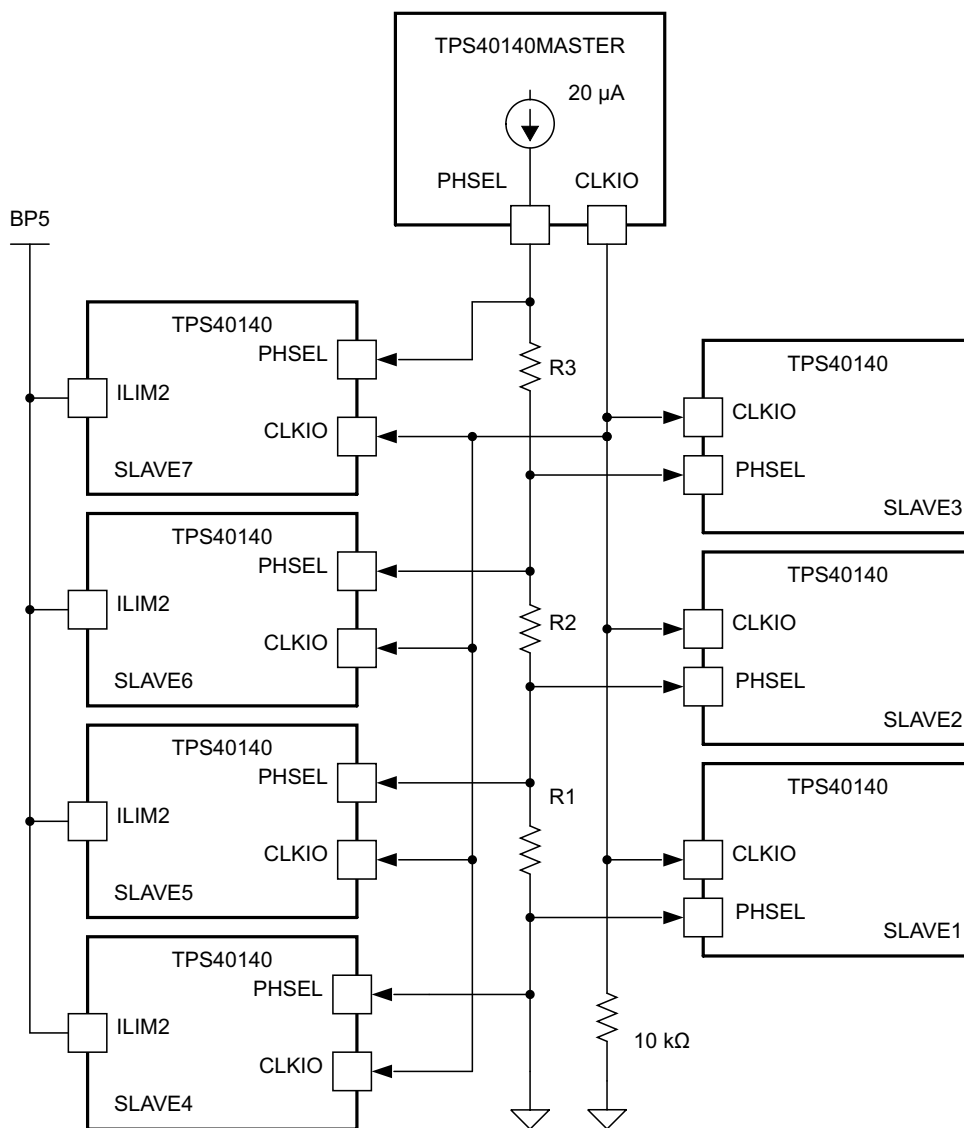 TPS40140MASTER
20 µA
PHSEL
CLKIO
BP5
TPS40140
PHSEL
ILIM2
CLKIO
SLAVE7
R3
TPS40140
CLKIO
PHSEL
SLAVE3
TPS40140
PHSEL
ILIM2
CLKIO
SLAVE6
R2
TPS40140
CLKIO
PHSEL
SLAVE2
TPS40140
PHSEL
ILIM2
CLKIO
SLAVE5
R1
TPS40140
CLKIO
PHSEL
SLAVE1
TPS40140
PHSEL
ILIM2
CLKIO
SLAVE4
10 kΩ